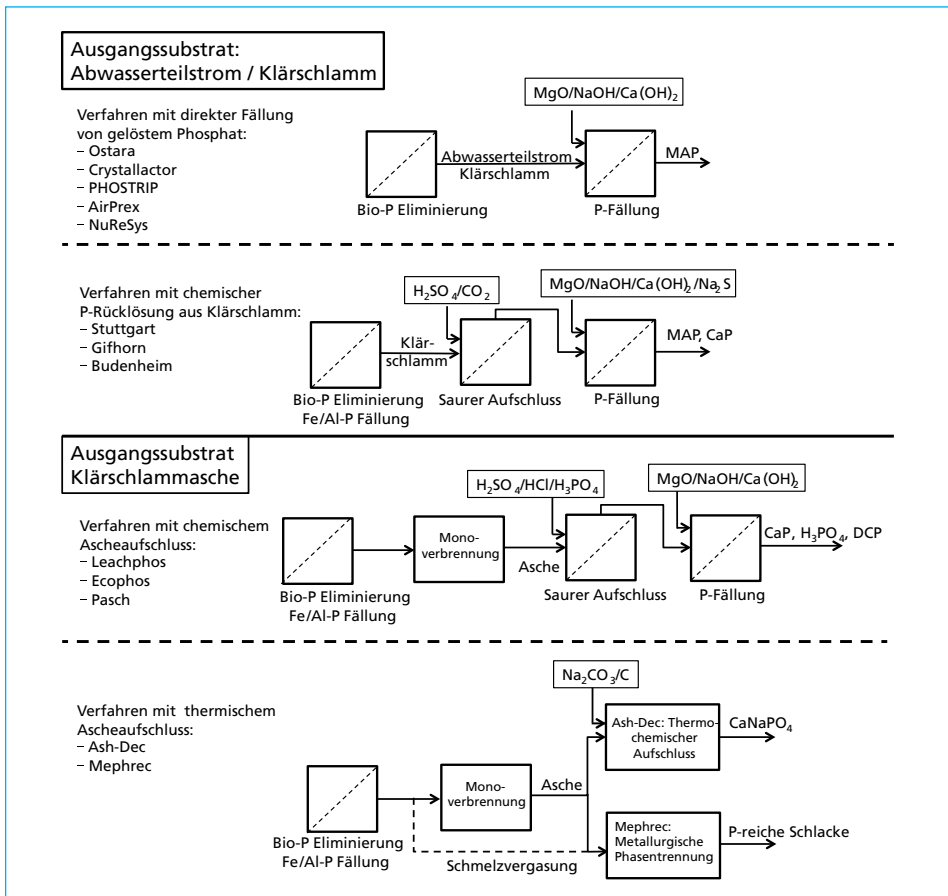 Ausgangssubstrat:
Abwasserteilstrom / Klärschlamm
Verfahren mit direkter Fällung
von gelöstem Phosphat:
– Ostara
– Crystallactor
– PHOSTRIP
– AirPrex
– NuReSys
MgO/NaOH/Ca(OH)₂
Abwasserteilstrom
Klärschlamm
MAP
Bio-P Eliminierung
P-Fällung
Verfahren mit chemischer
P-Rücklösung aus Klärschlamm:
– Stuttgart
– Gifhorn
– Budenheim
H₂SO₄/CO₂
MgO/NaOH/Ca(OH)₂/Na₂S
Klär-
schlamm
MAP, CaP
Bio-P Eliminierung
Fe/Al-P Fällung
Saurer Aufschluss
P-Fällung
Ausgangssubstrat
Klärschlammasche
Verfahren mit chemischem
Ascheaufschluss:
– Leachphos
– Ecophos
– Pasch
H₂SO₄/HCl/H₃PO₄
MgO/NaOH/Ca(OH)₂
Mono-
verbrennung
Asche
CaP, H₃PO₄, DCP
Bio-P Eliminierung
Fe/Al-P Fällung
Saurer Aufschluss
P-Fällung
Verfahren mit thermischem
Ascheaufschluss:
– Ash-Dec
– Mephrec
Na₂CO₃/C
Ash-Dec: Thermo-
chemischer
Aufschluss
CaNaPO₄
Mono-
verbrennung
Asche
Bio-P Eliminierung
Fe/Al-P Fällung
Schmelzvergasung
Mephrec:
Metallurgische
Phasentrennung
P-reiche Schlacke